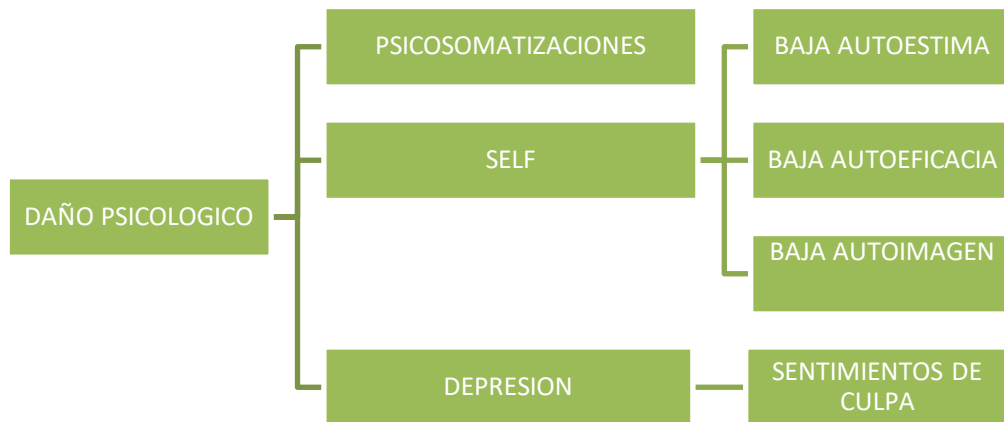 PSICOSOMATIZACIONES
BAJA AUTOESTIMA
SELF
BAJA AUTOEFICACIA
DAÑO PSICOLOGICO
BAJA AUTOIMAGEN
DEPRESION
SENTIMIENTOS DE
CULPA